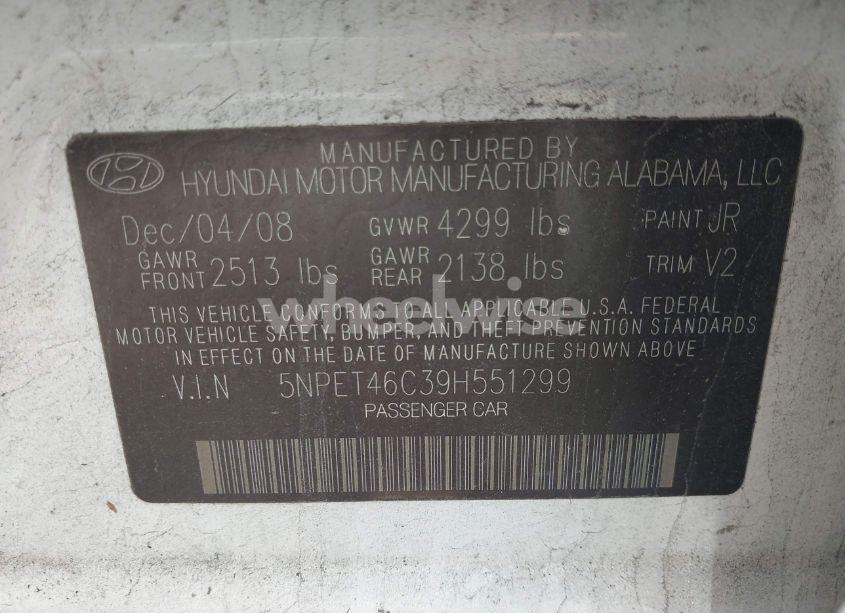 MANUFACTURED BY
HYUNDAI MOTOR MANUFACTURING ALABAMA, LLC
Dec/04/08 GVWR 4299 lbs PAINT JR
GAWR FRONT 2513 lbs GAWR REAR 2138 lbs TRIM V2
THIS VEHICLE CONFORMS TO ALL APPLICABLE U.S.A. FEDERAL
MOTOR VEHICLE SAFETY, BUMPER, AND THEFT PREVENTION STANDARDS
IN EFFECT ON THE DATE OF MANUFACTURE SHOWN ABOVE.
V.I.N 5NPET46C39H551299
PASSENGER CAR
wheelwise